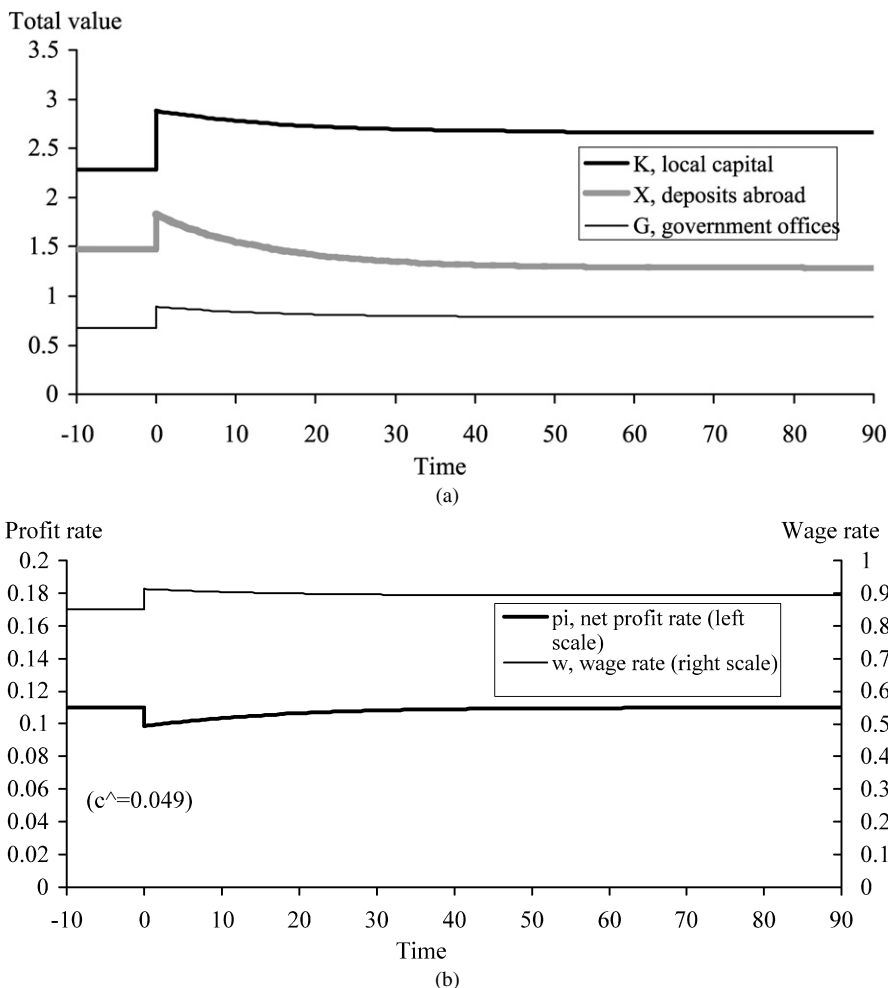 Total value
3.5
3
2.5
2
1.5
1
0.5
0
K, local capital
X, deposits abroad
G, government offices
-10 0 10 20 30 40 50 60 70 80 90
Time
(a)
Profit rate Wage rate
0.2 1
0.18 0.9
0.16 0.8
0.14 0.7
0.12 0.6
0.1 0.5
0.08 0.4
0.06 0.3
0.04 0.2
0.02 0.1
0 0
pi, net profit rate (left
scale)
w, wage rate (right scale)
(c^=0.049)
-10 0 10 20 30 40 50 60 70 80 90
Time
(b)